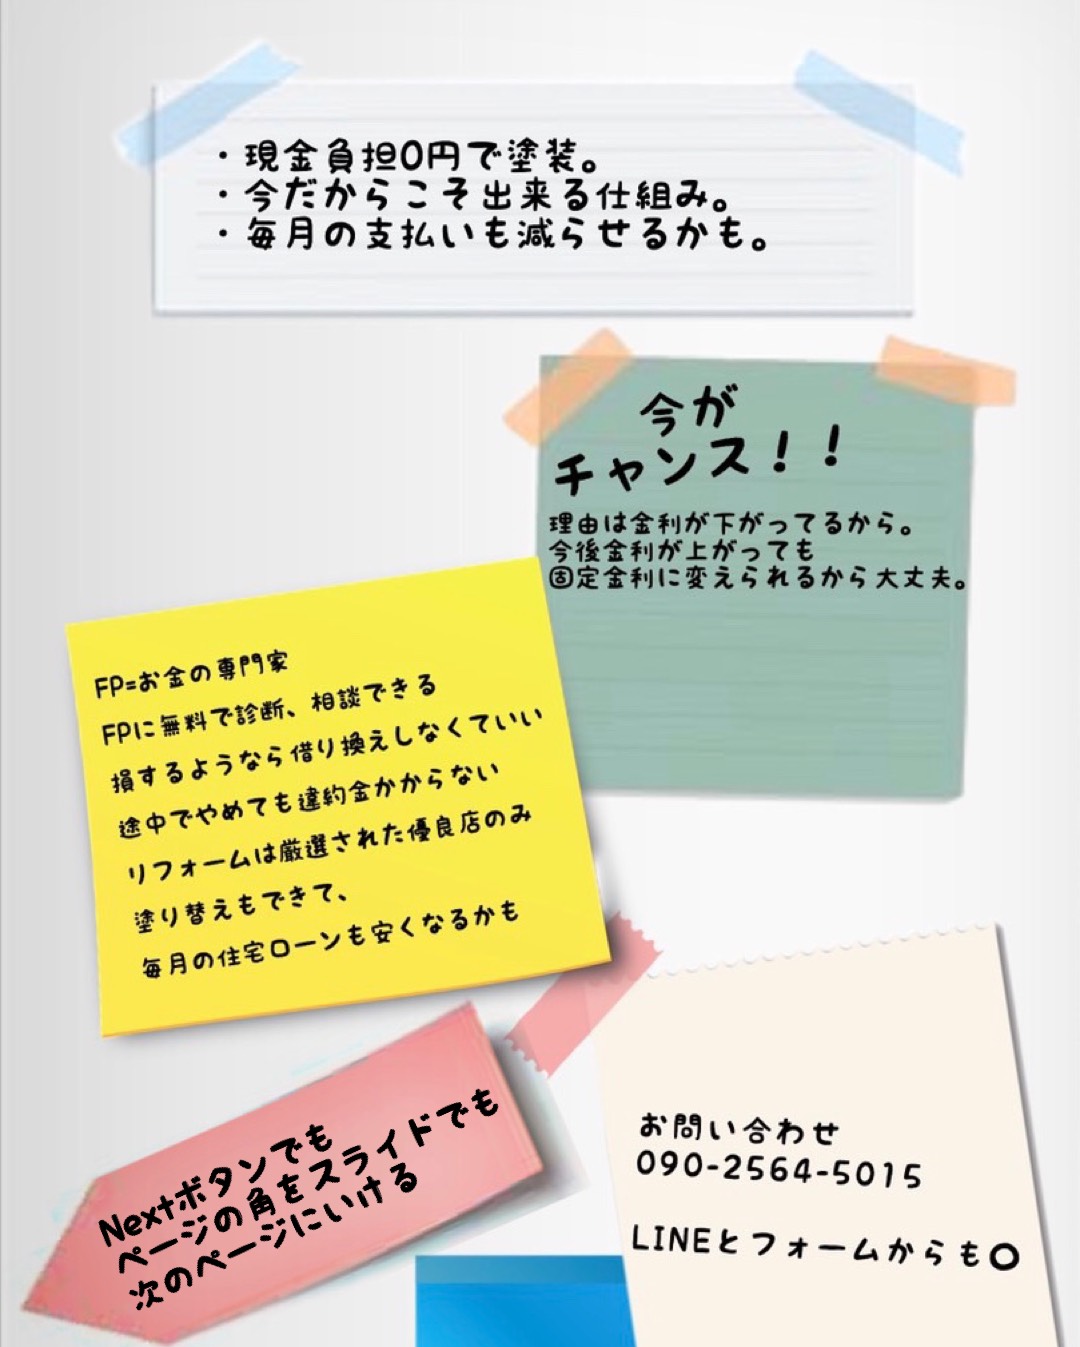 ・現金負担0円で塗装。
・今だからこそ出来る仕組み。
・毎月の支払いも減らせるかも。
今が
チャンス！！
理由は金利が下がってるから。
今後金利が上がっても
固定金利に変えられるから大丈夫。
FP=お金の専門家
FPに無料で診断、相談できる
損するようなら借り換えしなくていい
途中でやめても違約金かからない
リフォームは厳選された優良店のみ
塗り替えもできて、
毎月の住宅ローンも安くなるかも
Nextボタンでも
ページの角をスライドでも
次のページにいける
お問い合わせ
090-2564-5015
LINEとフォームからも〇